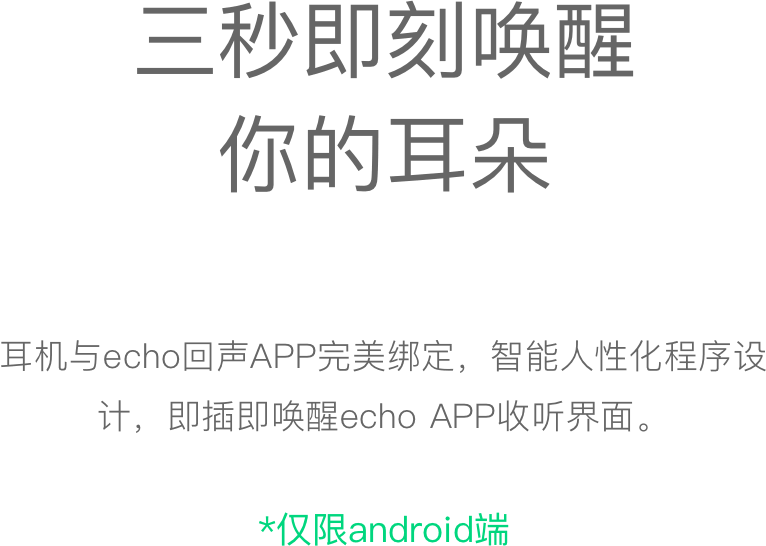 三秒即刻唤醒
你的耳朵
耳机与echo回声APP完美绑定，智能人性化程序设
计，即插即唤醒echo APP收听界面。
*仅限android端